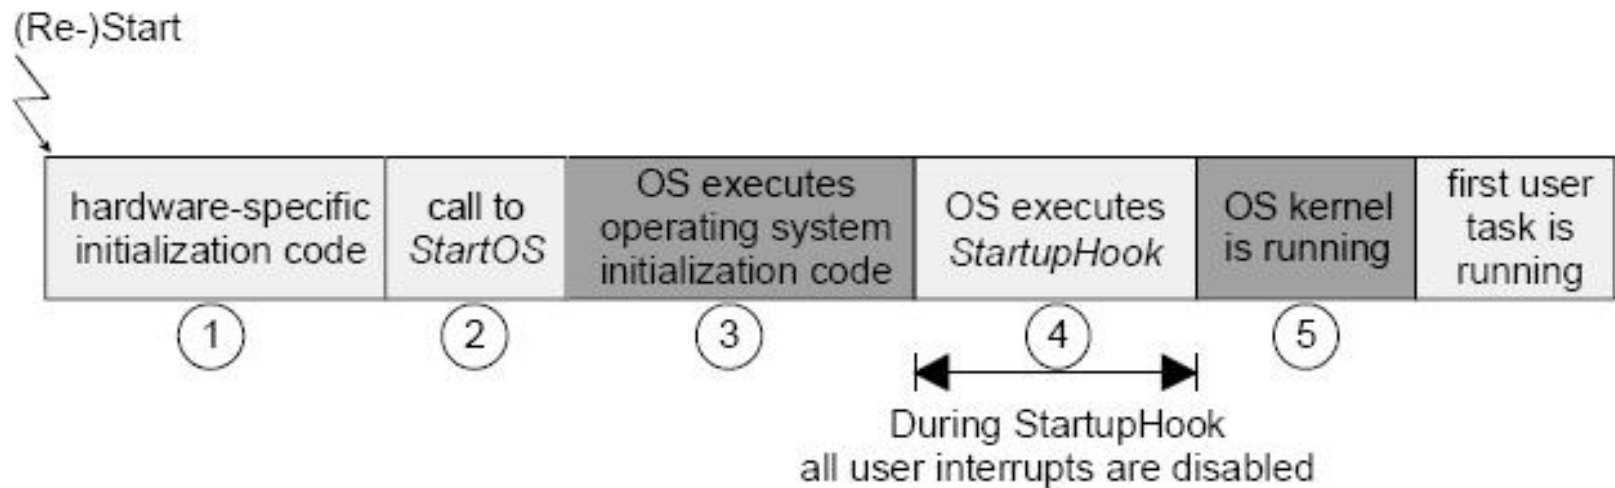 (Re-)Start
hardware-specific
initialization code
call to
StartOS
OS executes
operating system
initialization code
OS executes
StartupHook
OS kernel
is running
first user
task is
running
1
2
3
4
5
During StartupHook
all user interrupts are disabled